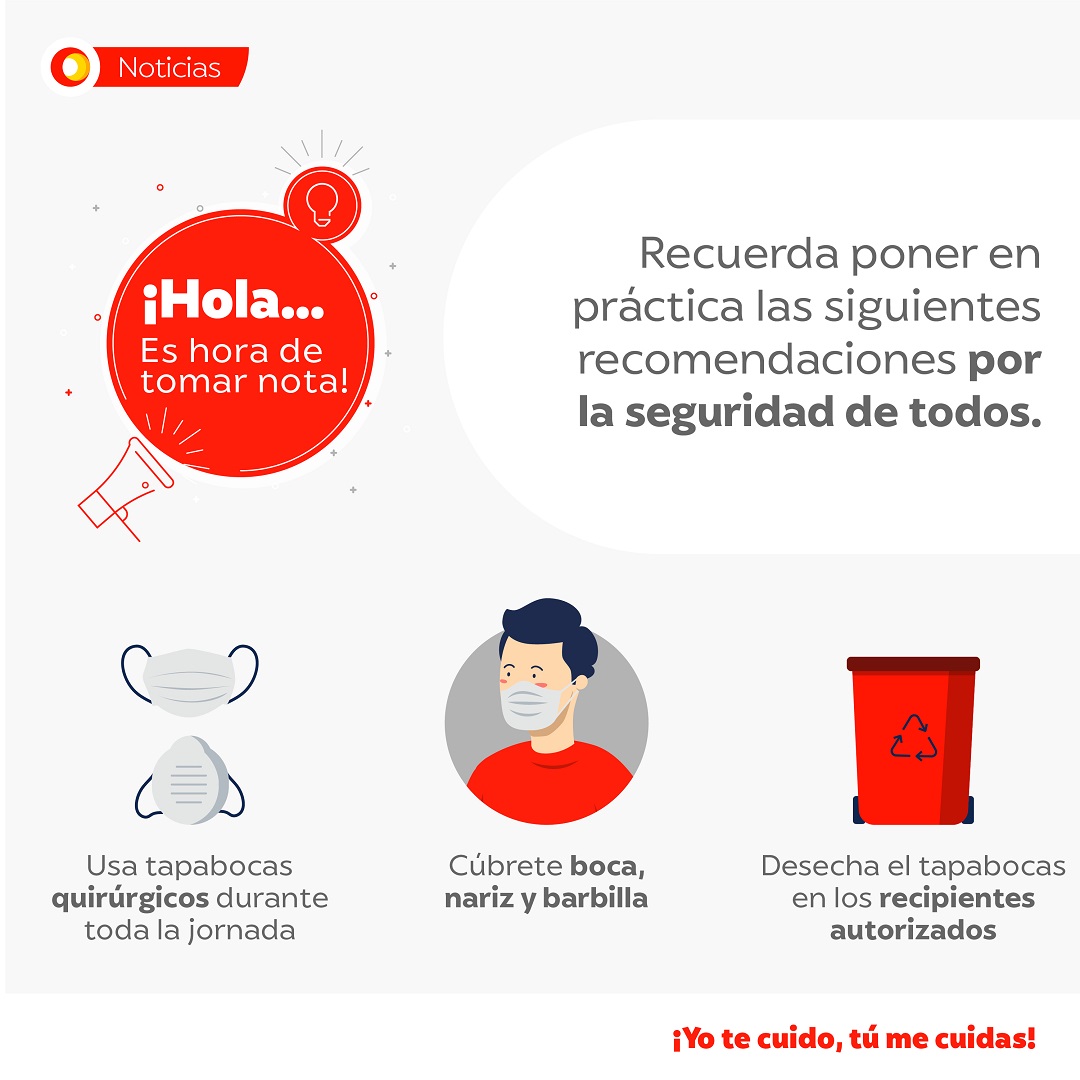 Noticias
¡Hola...
Es hora de
tomar nota!
Recuerda poner en
práctica las siguientes
recomendaciones por
la seguridad de todos.
Usa tapabocas
quirúrgicos durante
toda la jornada
Cúbrete boca,
nariz y barbilla
Desecha el tapabocas
en los recipientes
autorizados
¡Yo te cuido, tú me cuidas!